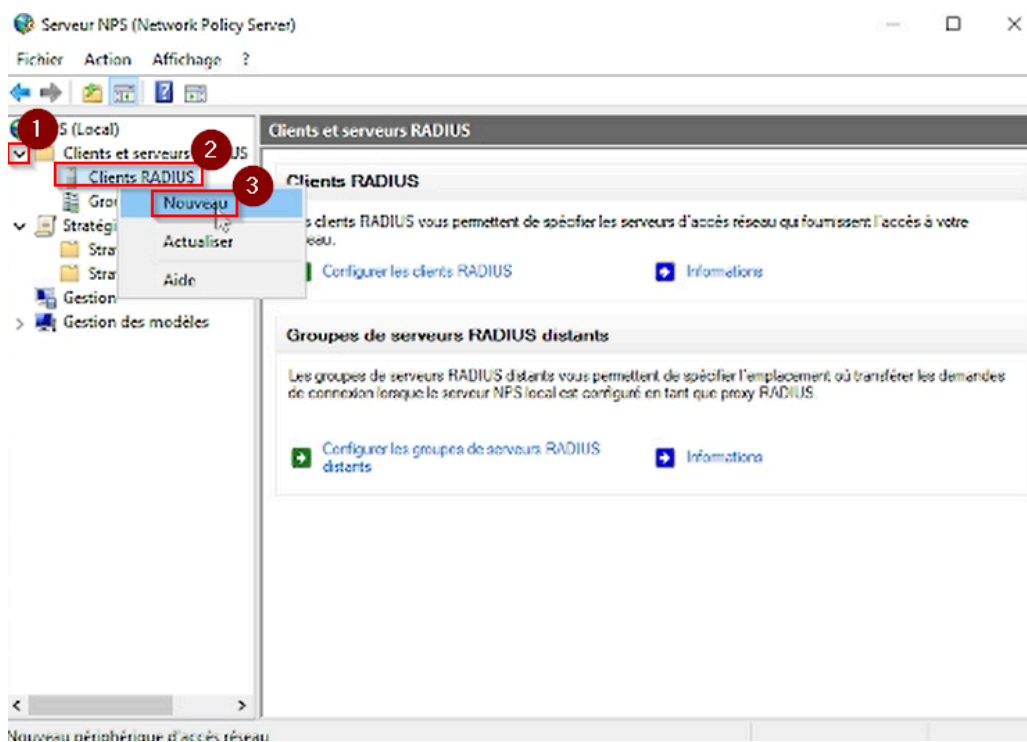 Serveur NPS (Network Policy Server)
Fichier Action Affichage ?
1
S (Local)
Clients et serveurs US
2
Clients RADIUS
3
Grou
Nouveau
Stratégi
Actualiser
Stra
Stra
Aide
Gestion
Gestion des modèles
Clients et serveurs RADIUS
Clients RADIUS
s clients RADIUS vous permettent de spécifier les serveurs d'accès réseau qui fournissent l'accès à votre
eau.
Configurer les clients RADIUS
Informations
Groupes de serveurs RADIUS distants
Les groupes de serveurs RADIUS distants vous permettent de spécifier l'emplacement où transférer les demandes
de connexion lorsque le serveur NPS local est configuré en tant que proxy RADIUS.
Configurer les groupes de serveurs RADIUS
distants
Informations
Nouveau périphérique d'accès réseau